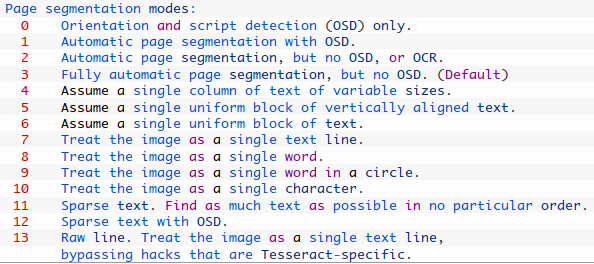 Page segmentation modes:
0 Orientation and script detection (OSD) only.
1 Automatic page segmentation with OSD.
2 Automatic page segmentation, but no OSD, or OCR.
3 Fully automatic page segmentation, but no OSD. (Default)
4 Assume a single column of text of variable sizes.
5 Assume a single uniform block of vertically aligned text.
6 Assume a single uniform block of text.
7 Treat the image as a single text line.
8 Treat the image as a single word.
9 Treat the image as a single word in a circle.
10 Treat the image as a single character.
11 Sparse text. Find as much text as possible in no particular order.
12 Sparse text with OSD.
13 Raw line. Treat the image as a single text line,
bypassing hacks that are Tesseract-specific.